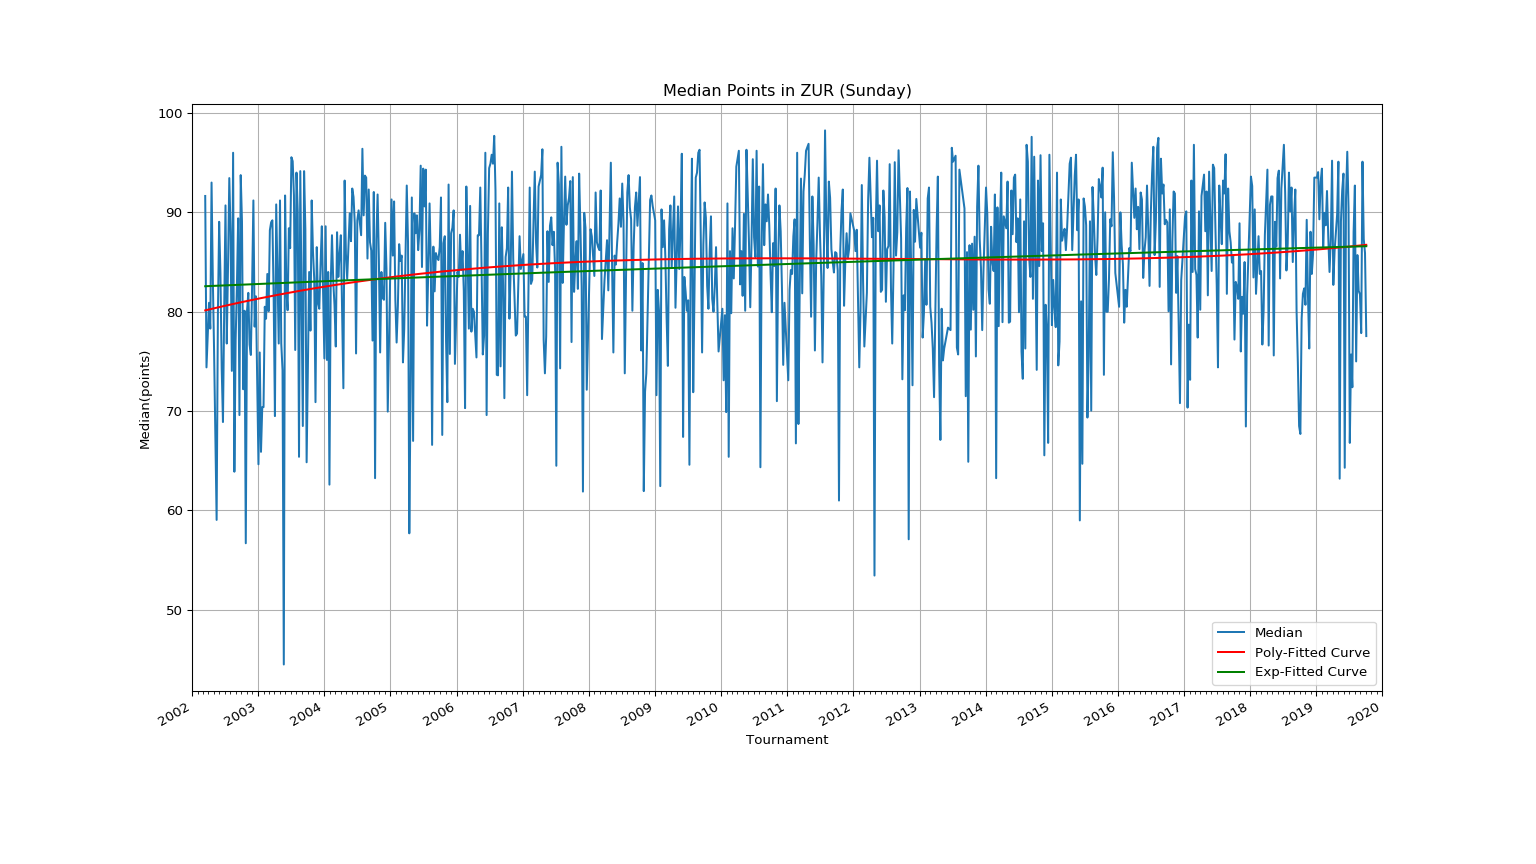 Median Points in ZUR (Sunday)
Median(points)
100
90
80
70
60
50
Median
Poly-Fitted Curve
Exp-Fitted Curve
2002 2003 2004 2005 2006 2007 2008 2009 2010 2011 2012 2013 2014 2015 2016 2017 2018 2019 2020
Tournament